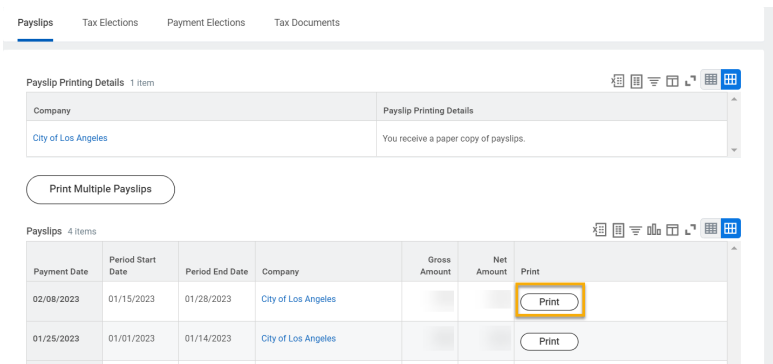 Payslips Tax Elections Payment Elections Tax Documents
Payslip Printing Details 1 item
Company Payslip Printing Details
City of Los Angeles You receive a paper copy of payslips.
Print Multiple Payslips
Payslips 4 items
Payment Date Period Start Date Period End Date Company Gross Amount Net Amount Print
02/08/2023 01/15/2023 01/28/2023 City of Los Angeles Print
01/25/2023 01/01/2023 01/14/2023 City of Los Angeles Print